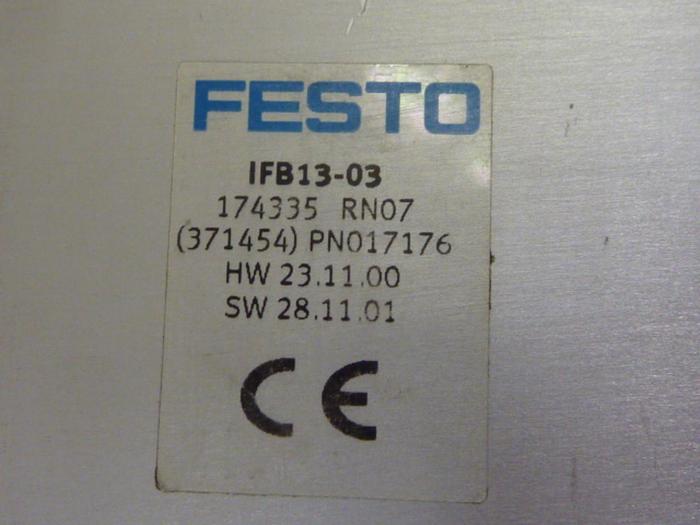 FESTO
IFB13-03
174335 RN07
(371454) PN017176
HW 23.11.00
SW 28.11.01
CE